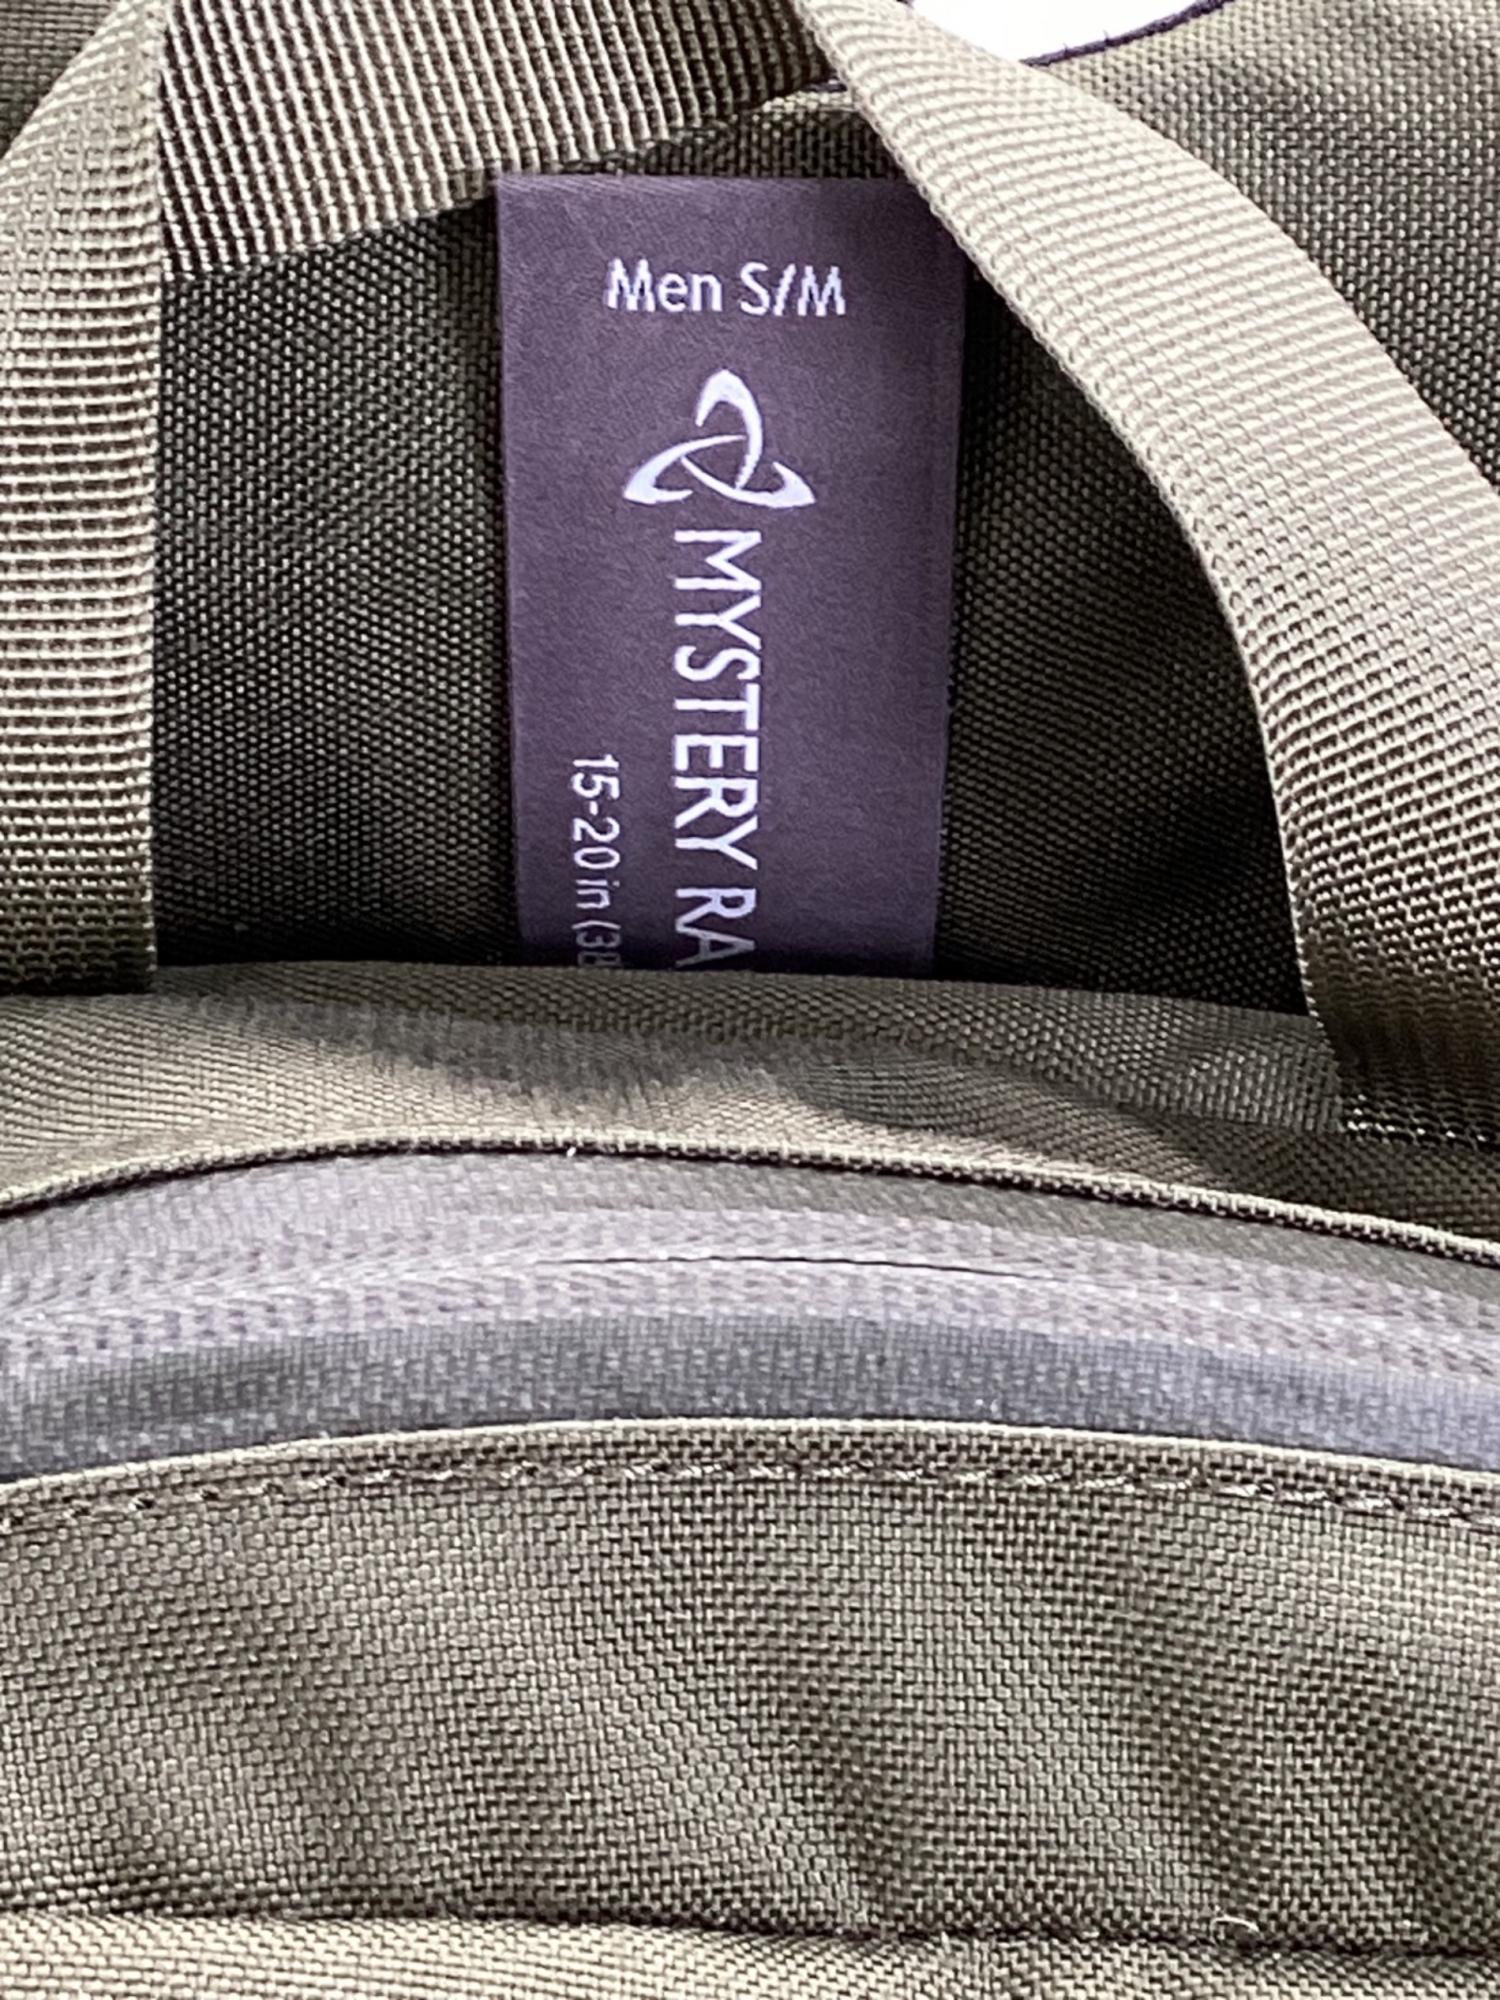 Men S/M
MYSTERY RA
15-20 in (38